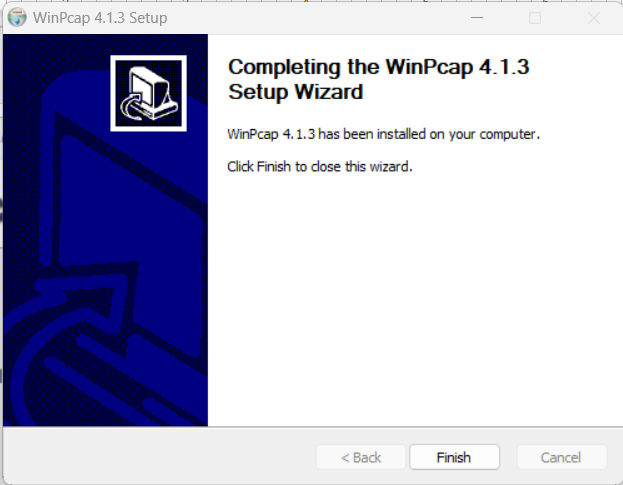 WinPcap 4.1.3 Setup
Completing the WinPcap 4.1.3
Setup Wizard
WinPcap 4.1.3 has been installed on your computer.
Click Finish to close this wizard.
< Back
Finish
Cancel